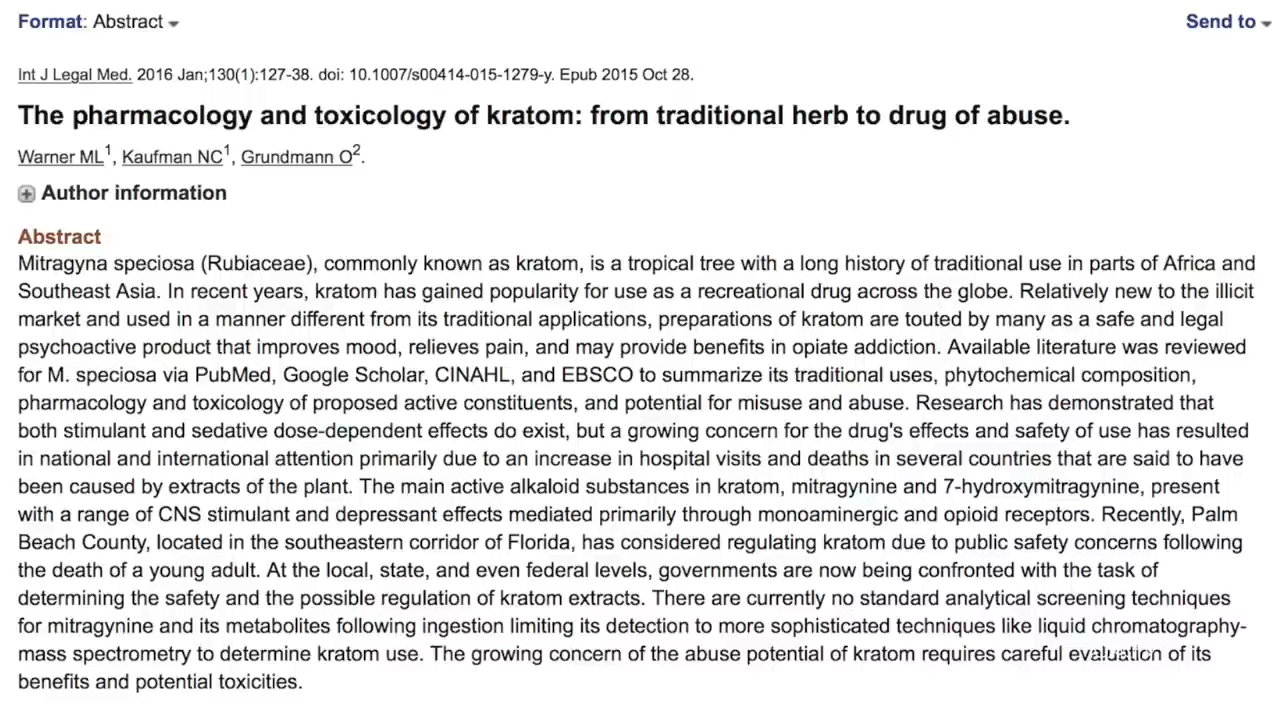 Format: Abstract
Send to
Int J Legal Med. 2016 Jan;130(1):127-38. doi: 10.1007/s00414-015-1279-y. Epub 2015 Oct 28.
The pharmacology and toxicology of kratom: from traditional herb to drug of abuse.
Warner ML1, Kaufman NC1, Grundmann O2.
Author information
Abstract
Mitragyna speciosa (Rubiaceae), commonly known as kratom, is a tropical tree with a long history of traditional use in parts of Africa and
Southeast Asia. In recent years, kratom has gained popularity for use as a recreational drug across the globe. Relatively new to the illicit
market and used in a manner different from its traditional applications, preparations of kratom are touted by many as a safe and legal
psychoactive product that improves mood, relieves pain, and may provide benefits in opiate addiction. Available literature was reviewed
for M. speciosa via PubMed, Google Scholar, CINAHL, and EBSCO to summarize its traditional uses, phytochemical composition,
pharmacology and toxicology of proposed active constituents, and potential for misuse and abuse. Research has demonstrated that
both stimulant and sedative dose-dependent effects do exist, but a growing concern for the drug's effects and safety of use has resulted
in national and international attention primarily due to an increase in hospital visits and deaths in several countries that are said to have
been caused by extracts of the plant. The main active alkaloid substances in kratom, mitragynine and 7-hydroxymitragynine, present
with a range of CNS stimulant and depressant effects mediated primarily through monoaminergic and opioid receptors. Recently, Palm
Beach County, located in the southeastern corridor of Florida, has considered regulating kratom due to public safety concerns following
the death of a young adult. At the local, state, and even federal levels, governments are now being confronted with the task of
determining the safety and the possible regulation of kratom extracts. There are currently no standard analytical screening techniques
for mitragynine and its metabolites following ingestion limiting its detection to more sophisticated techniques like liquid chromatography-
mass spectrometry to determine kratom use. The growing concern of the abuse potential of kratom requires careful evaluation of its
benefits and potential toxicities.